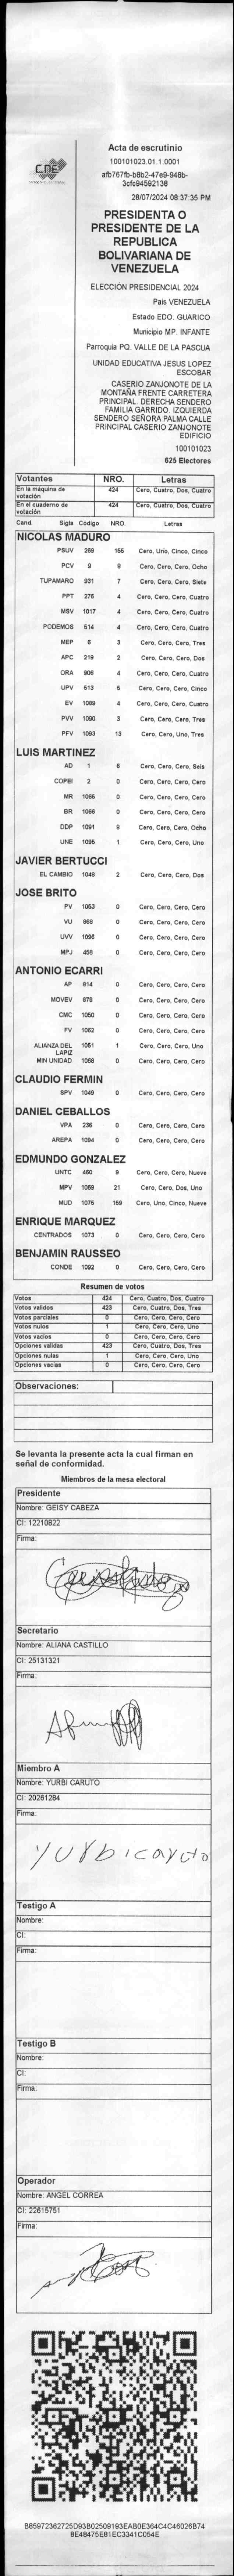 CNE
Acta de escrutinio
100101023.01.1.0001
afb767fb-b8b2-47e9-948b-
3cfc94592138
28/07/2024 08:37:35 PM
PRESIDENTA O
PRESIDENTE DE LA
REPUBLICA
BOLIVARIANA DE
VENEZUELA
ELECCIÓN PRESIDENCIAL 2024
Pais VENEZUELA
Estado EDO. GUARICO
Municipio MP. INFANTE
Parroquia PQ. VALLE DE LA PASCUA
UNIDAD EDUCATIVA JESUS LOPEZ
ESCOBAR
CASERIO ZANJONOTE DE LA
MONTAÑA FRENTE CARRETERA
PRINCIPAL. DERECHA SENDERO
FAMILIA GARRIDO. IZQUIERDA
SENDERO SEÑORA PALMA CALLE
PRINCIPAL CASERIO ZANJONOTE
EDIFICIO
100101023
625 Electores
Votantes NRO. Letras
En la máquina de votación 424 Cero, Cuatro, Dos, Cuatro
En el cuaderno de votación 424 Cero, Cuatro, Dos, Cuatro
Cand. Sigla Código NRO. Letras
NICOLAS MADURO
PSUV 269 155 Cero, Uno, Cinco, Cinco
PCV 9 8 Cero, Cero, Cero, Ocho
TUPAMARO 931 7 Cero, Cero, Cero, Siete
PPT 276 4 Cero, Cero, Cero, Cuatro
MSV 1017 4 Cero, Cero, Cero, Cuatro
PODEMOS 514 4 Cero, Cero, Cero, Cuatro
MEP 6 3 Cero, Cero, Cero, Tres
APC 219 2 Cero, Cero, Cero, Dos
ORA 906 4 Cero, Cero, Cero, Cuatro
UPV 613 5 Cero, Cero, Cero, Cinco
EV 1089 4 Cero, Cero, Cero, Cuatro
PVV 1090 3 Cero, Cero, Cero, Tres
PFV 1093 13 Cero, Cero, Uno, Tres
LUIS MARTINEZ
AD 1 6 Cero, Cero, Cero, Seis
COPEI 2 0 Cero, Cero, Cero, Cero
MR 1065 0 Cero, Cero, Cero, Cero
BR 1066 0 Cero, Cero, Cero, Cero
DDP 1091 8 Cero, Cero, Cero, Ocho
UNE 1095 1 Cero, Cero, Cero, Uno
JAVIER BERTUCCI
EL CAMBIO 1048 2 Cero, Cero, Cero, Dos
JOSE BRITO
PV 1053 0 Cero, Cero, Cero, Cero
VU 868 0 Cero, Cero, Cero, Cero
UVV 1096 0 Cero, Cero, Cero, Cero
MPJ 458 0 Cero, Cero, Cero, Cero
ANTONIO ECARRI
AP 814 0 Cero, Cero, Cero, Cero
MOVEV 878 0 Cero, Cero, Cero, Cero
CMC 1050 0 Cero, Cero, Cero, Cero
FV 1062 0 Cero, Cero, Cero, Cero
ALIANZA DEL LAPIZ 1051 1 Cero, Cero, Cero, Uno
MIN UNIDAD 1068 0 Cero, Cero, Cero, Cero
CLAUDIO FERMIN
SPV 1049 0 Cero, Cero, Cero, Cero
DANIEL CEBALLOS
VPA 236 0 Cero, Cero, Cero, Cero
AREPA 1094 0 Cero, Cero, Cero, Cero
EDMUNDO GONZALEZ
UNTC 460 9 Cero, Cero, Cero, Nueve
MPV 1069 21 Cero, Cero, Dos, Uno
MUD 1075 159 Cero, Uno, Cinco, Nueve
ENRIQUE MARQUEZ
CENTRADOS 1073 0 Cero, Cero, Cero, Cero
BENJAMIN RAUSSEO
CONDE 1092 0 Cero, Cero, Cero, Cero
Resumen de votos
Votos 424 Cero, Cuatro, Dos, Cuatro
Votos validos 423 Cero, Cuatro, Dos, Tres
Votos parciales 0 Cero, Cero, Cero, Cero
Votos nulos 1 Cero, Cero, Cero, Uno
Votos vacios 0 Cero, Cero, Cero, Cero
Opciones validas 423 Cero, Cuatro, Dos, Tres
Opciones nulas 1 Cero, Cero, Cero, Uno
Opciones vacias 0 Cero, Cero, Cero, Cero
Observaciones:
Se levanta la presente acta la cual firman en
señal de conformidad.
Miembros de la mesa electoral
Presidente
Nombre: GEISY CABEZA
CI: 12210822
Firma:
Secretario
Nombre: ALIANA CASTILLO
CI: 25131321
Firma:
Miembro A
Nombre: YURBI CARUTO
CI: 20261284
Firma:
Yurbi caruto
Testigo A
Nombre:
CI:
Firma:
Testigo B
Nombre:
CI:
Firma:
Operador
Nombre: ANGEL CORREA
CI: 22615751
Firma:
B85972362725D93B02509193EAB0E364C4C46026B74
8E48475E81EC3341C054E